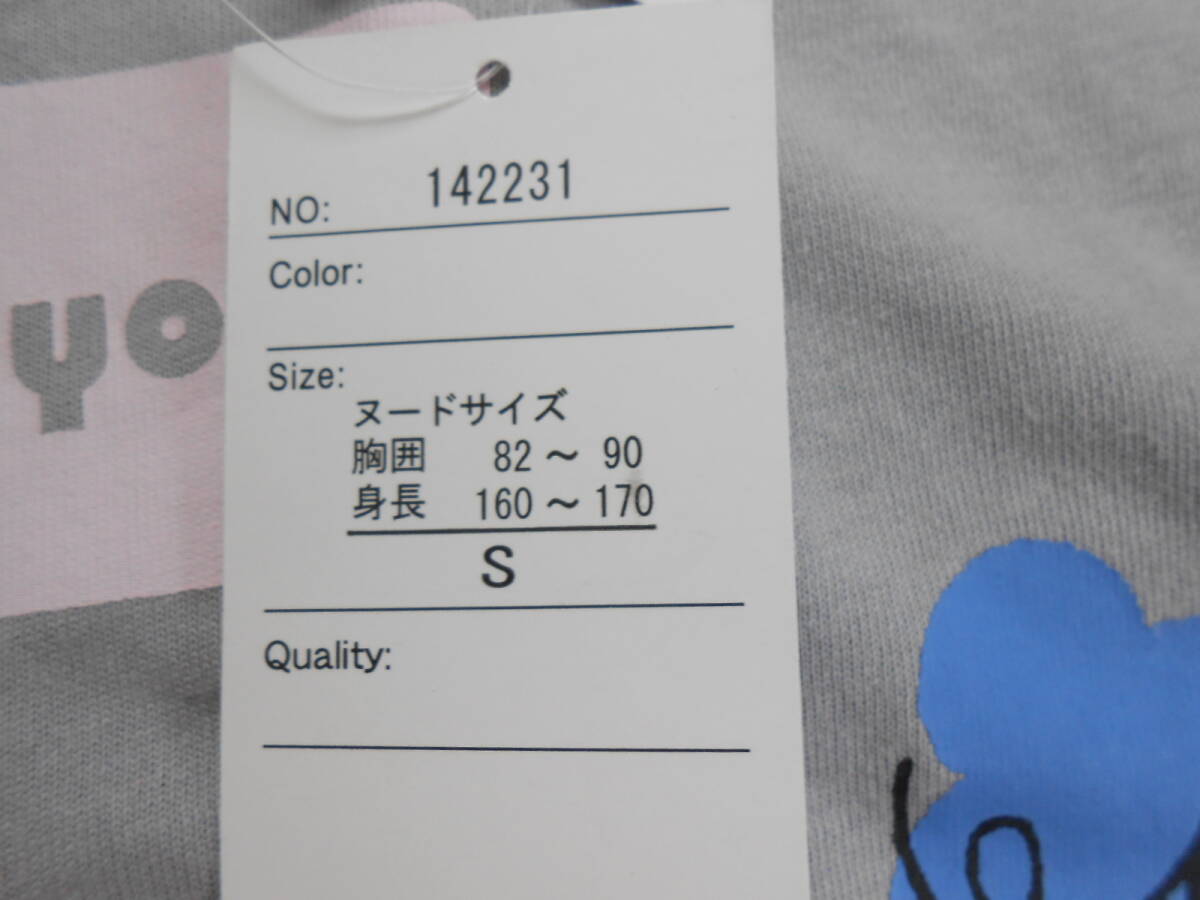 NO: 142231
Color:
Size:
ヌードサイズ
胸囲 82～90
身長 160～170
S
Quality:
yo